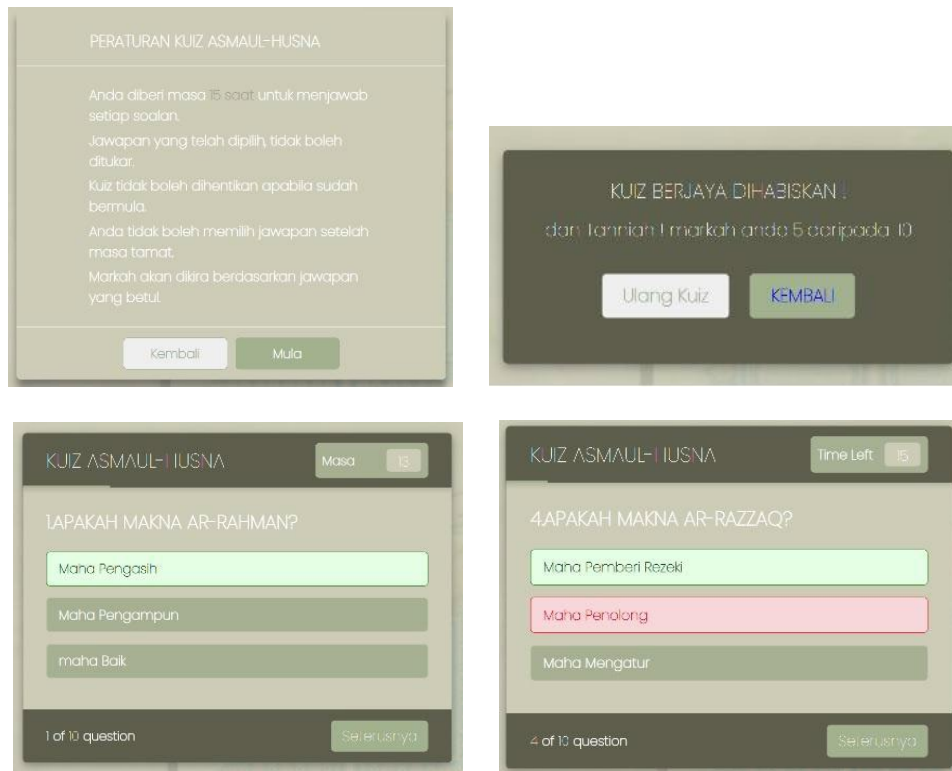 PERATURAN KUIZ ASMAUL-HUSNA
Anda diberi masa 15 saat untuk menjawab
setiap soalan.
Jawapan yang telah dipilih, tidak boleh
ditukar.
Kuiz tidak boleh dihentikan apabila sudah
bermula.
Anda tidak boleh memilih jawapan setelah
masa tamat.
Markah akan dikira berdasarkan jawapan
yang betul.
Kembali
Mula
KUIZ BERJAYA DIHABISKAN !
dan Tanniah ! markah anda 5 daripada 10
Ulang Kuiz
KEMBALI
KUIZ ASMAUL-HUSNA
Masa 13
1.APAKAH MAKNA AR-RAHMAN?
Maha Pengasih
Maha Pengampun
maha Baik
1 of 10 question
Seterusnya
KUIZ ASMAUL-HUSNA
Time Left 15
4.APAKAH MAKNA AR-RAZZAQ?
Maha Pemberi Rezeki
Maha Penolong
Maha Mengatur
4 of 10 question
Seterusnya